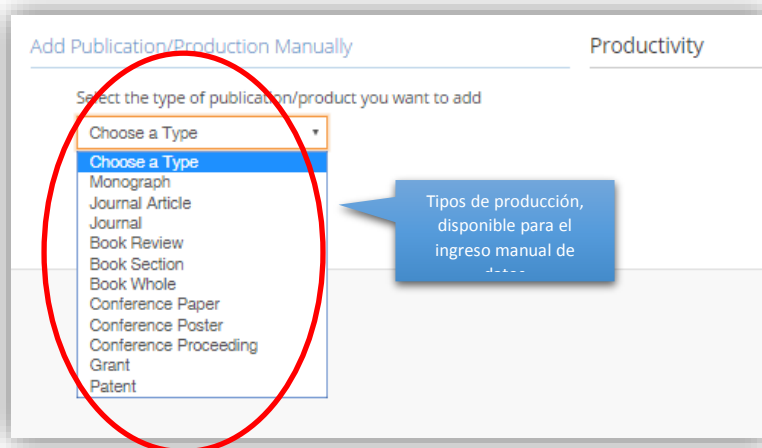 Add Publication/Production Manually
Productivity
Select the type of publication/product you want to add
Choose a Type
Choose a Type
Monograph
Journal Article
Journal
Book Review
Book Section
Book Whole
Conference Paper
Conference Poster
Conference Proceeding
Grant
Patent
Tipos de producción,
disponible para el
ingreso manual de